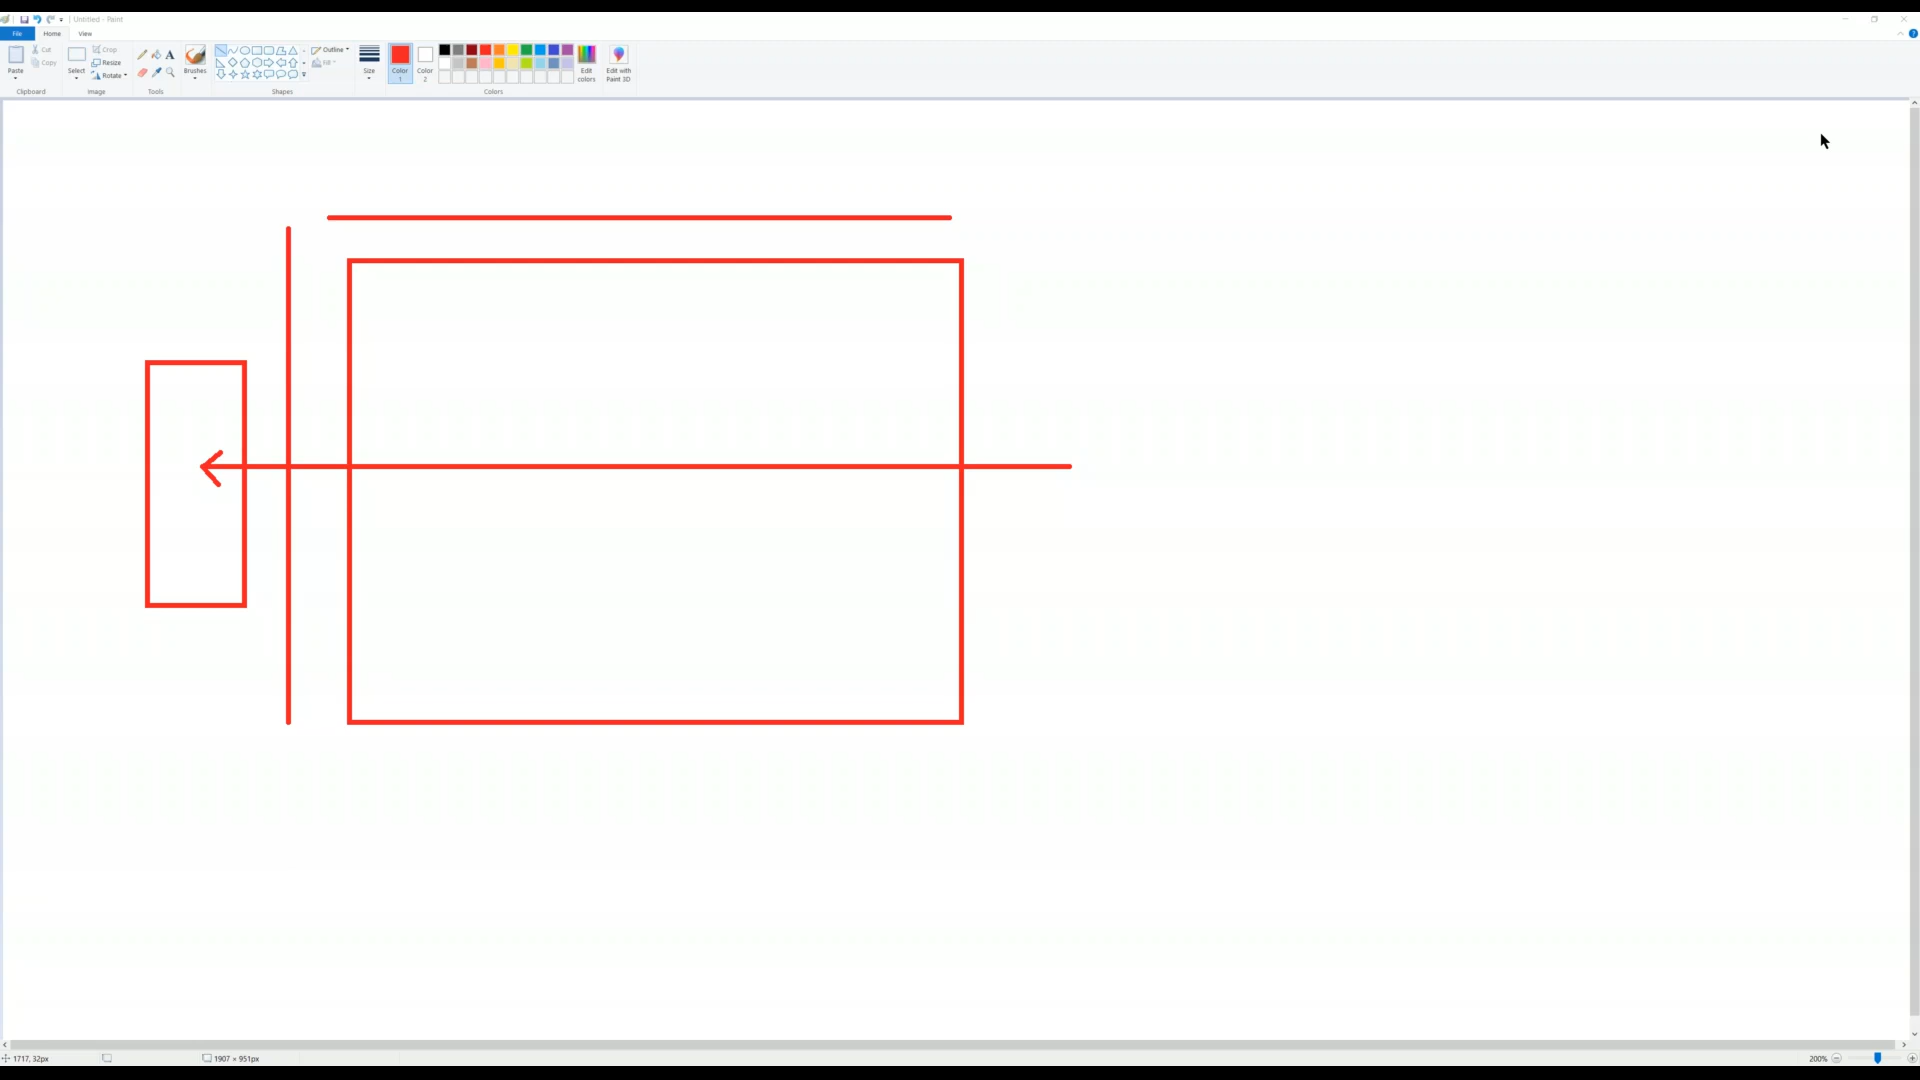 Untitled - Paint
File
Home
View
Paste
Cut
Copy
Clipboard
Select
Crop
Resize
Rotate
Image
A
Tools
Brushes
Outline
Fill
Shapes
Size
Color
1
Color
2
Edit
colors
Colors
Edit with
Paint 3D
1717, 32px
1907 × 951px
200%